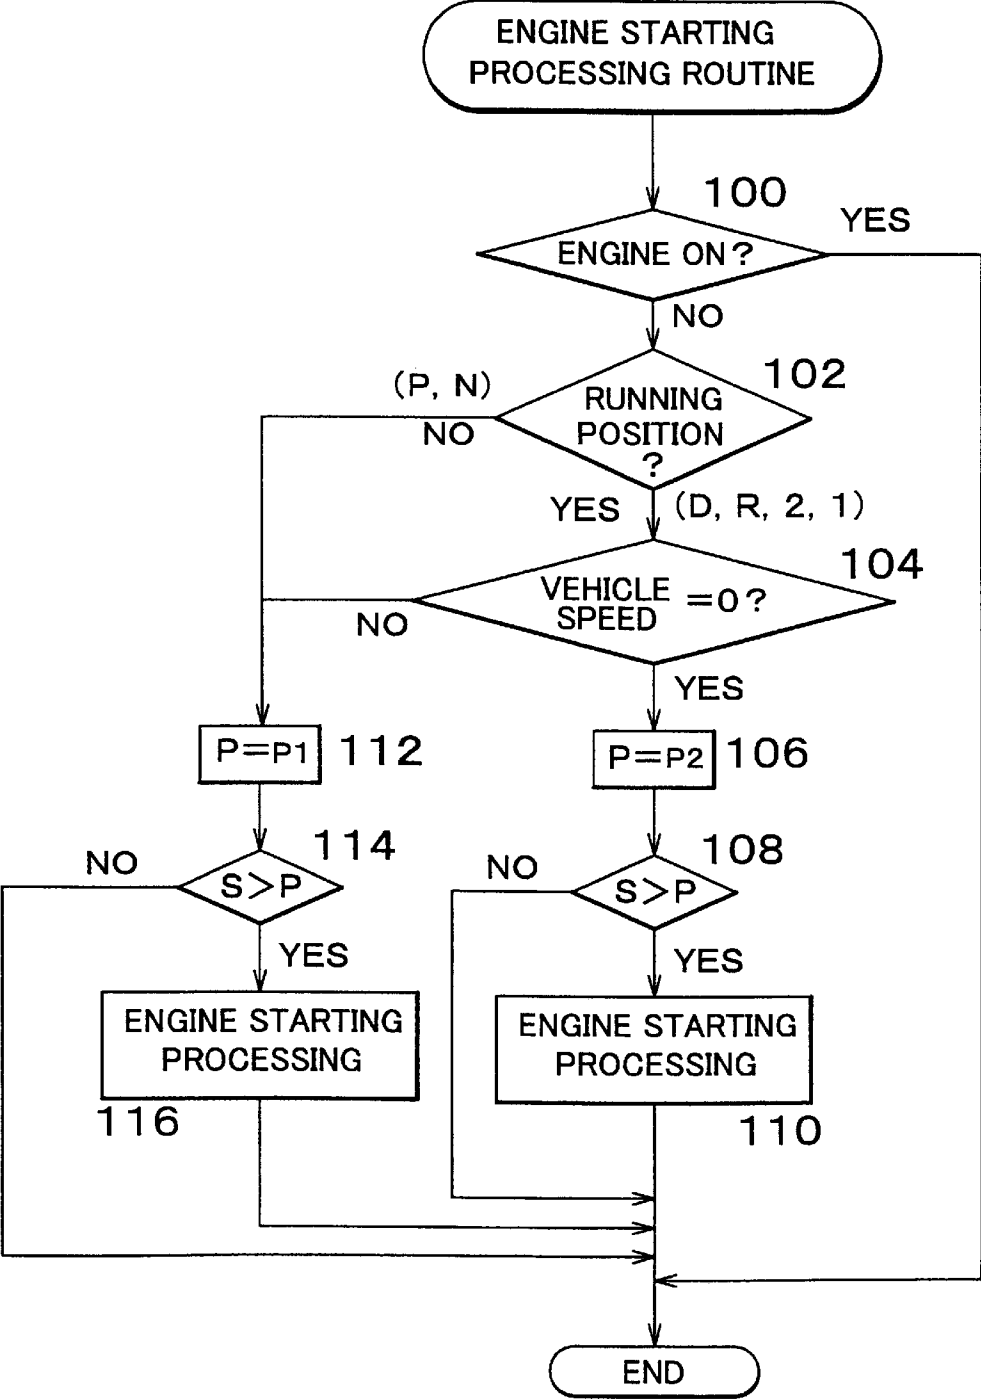 ENGINE STARTING
PROCESSING ROUTINE
100
YES
ENGINE ON?
NO
102
(P, N)
RUNNING
POSITION
?
NO
YES (D, R, 2, 1)
104
VEHICLE
SPEED =0?
NO
YES
P=P1 112
P=P2 106
114
NO
S>P
108
NO
S>P
YES
YES
ENGINE STARTING
PROCESSING
116
ENGINE STARTING
PROCESSING
110
END